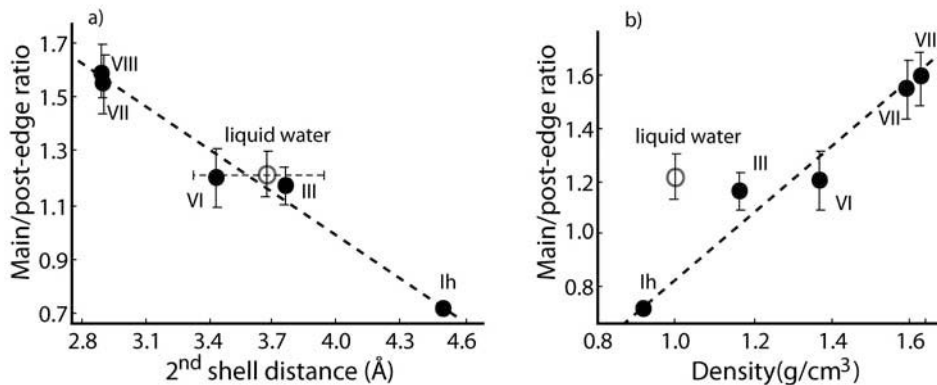 a)
Main/post-edge ratio
1.7
1.5
1.3
1.1
0.9
0.7
VIII
VII
liquid water
VI
III
Ih
2.8 3.1 3.4 3.7 4.0 4.3 4.6
2nd shell distance (Å)
b)
Main/post-edge ratio
1.6
1.4
1.2
1.0
0.8
VII
VII
liquid water
III
VI
Ih
0.8 1.0 1.2 1.4 1.6
Density(g/cm3)